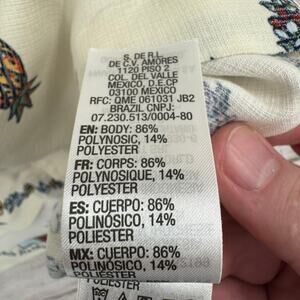 S. DE R.L.
DE C.V. AMORES
1120 PISO 2
COL. DEL VALLE
MEXICO, D.E.CP
03100 MEXICO
RFC: QME 061031 JB2
BRAZIL CNPJ:
07.230.513/0004-80
EN: BODY: 86%
POLYNOSIC, 14%
POLYESTER
FR: CORPS: 86%
POLYNOSIQUE, 14%
POLYESTER
ES: CUERPO: 86%
POLINÓSICO, 14%
POLIÉSTER
MX: CUERPO: 86%
POLINÓSICO, 14%
POLIESTER